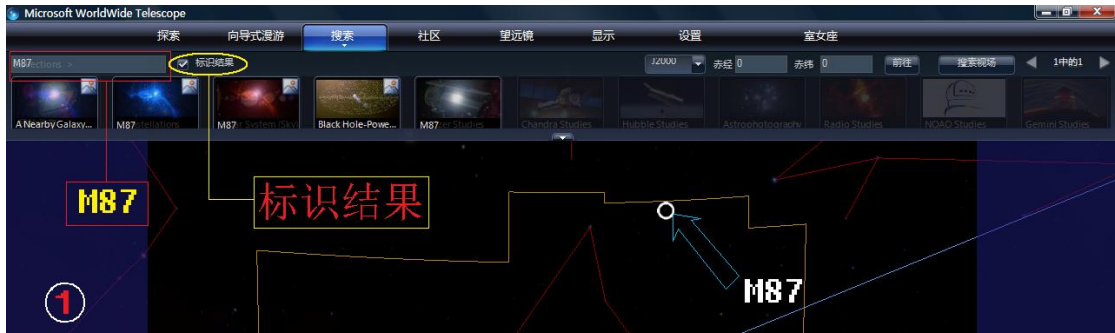 Microsoft WorldWide Telescope
探索 向导式漫游 搜索 社区 望远镜 显示 设置 室女座
M87 标识结果 J2000 赤经 0 赤纬 0 前往 搜索视场 1中的1
A Nearby Galaxy... M87 M87 Black Hole-Powe... M87 Chandra Studies Hubble Studies Astrophotography Radio Studies NOAO Studies Gemini Studies
M87
标识结果
M87
1